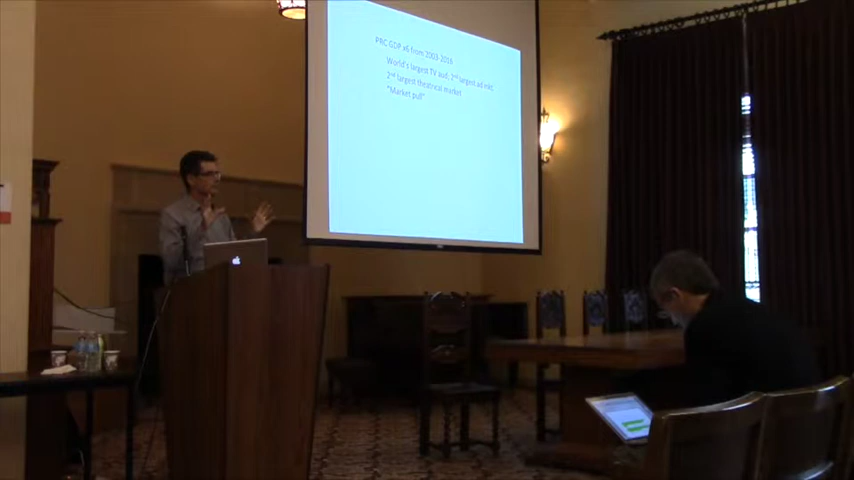 PRC GDP x6 from 2003-2016
World's largest TV aud; 2nd largest ad mkt;
2nd largest theatrical market
"Market pull"